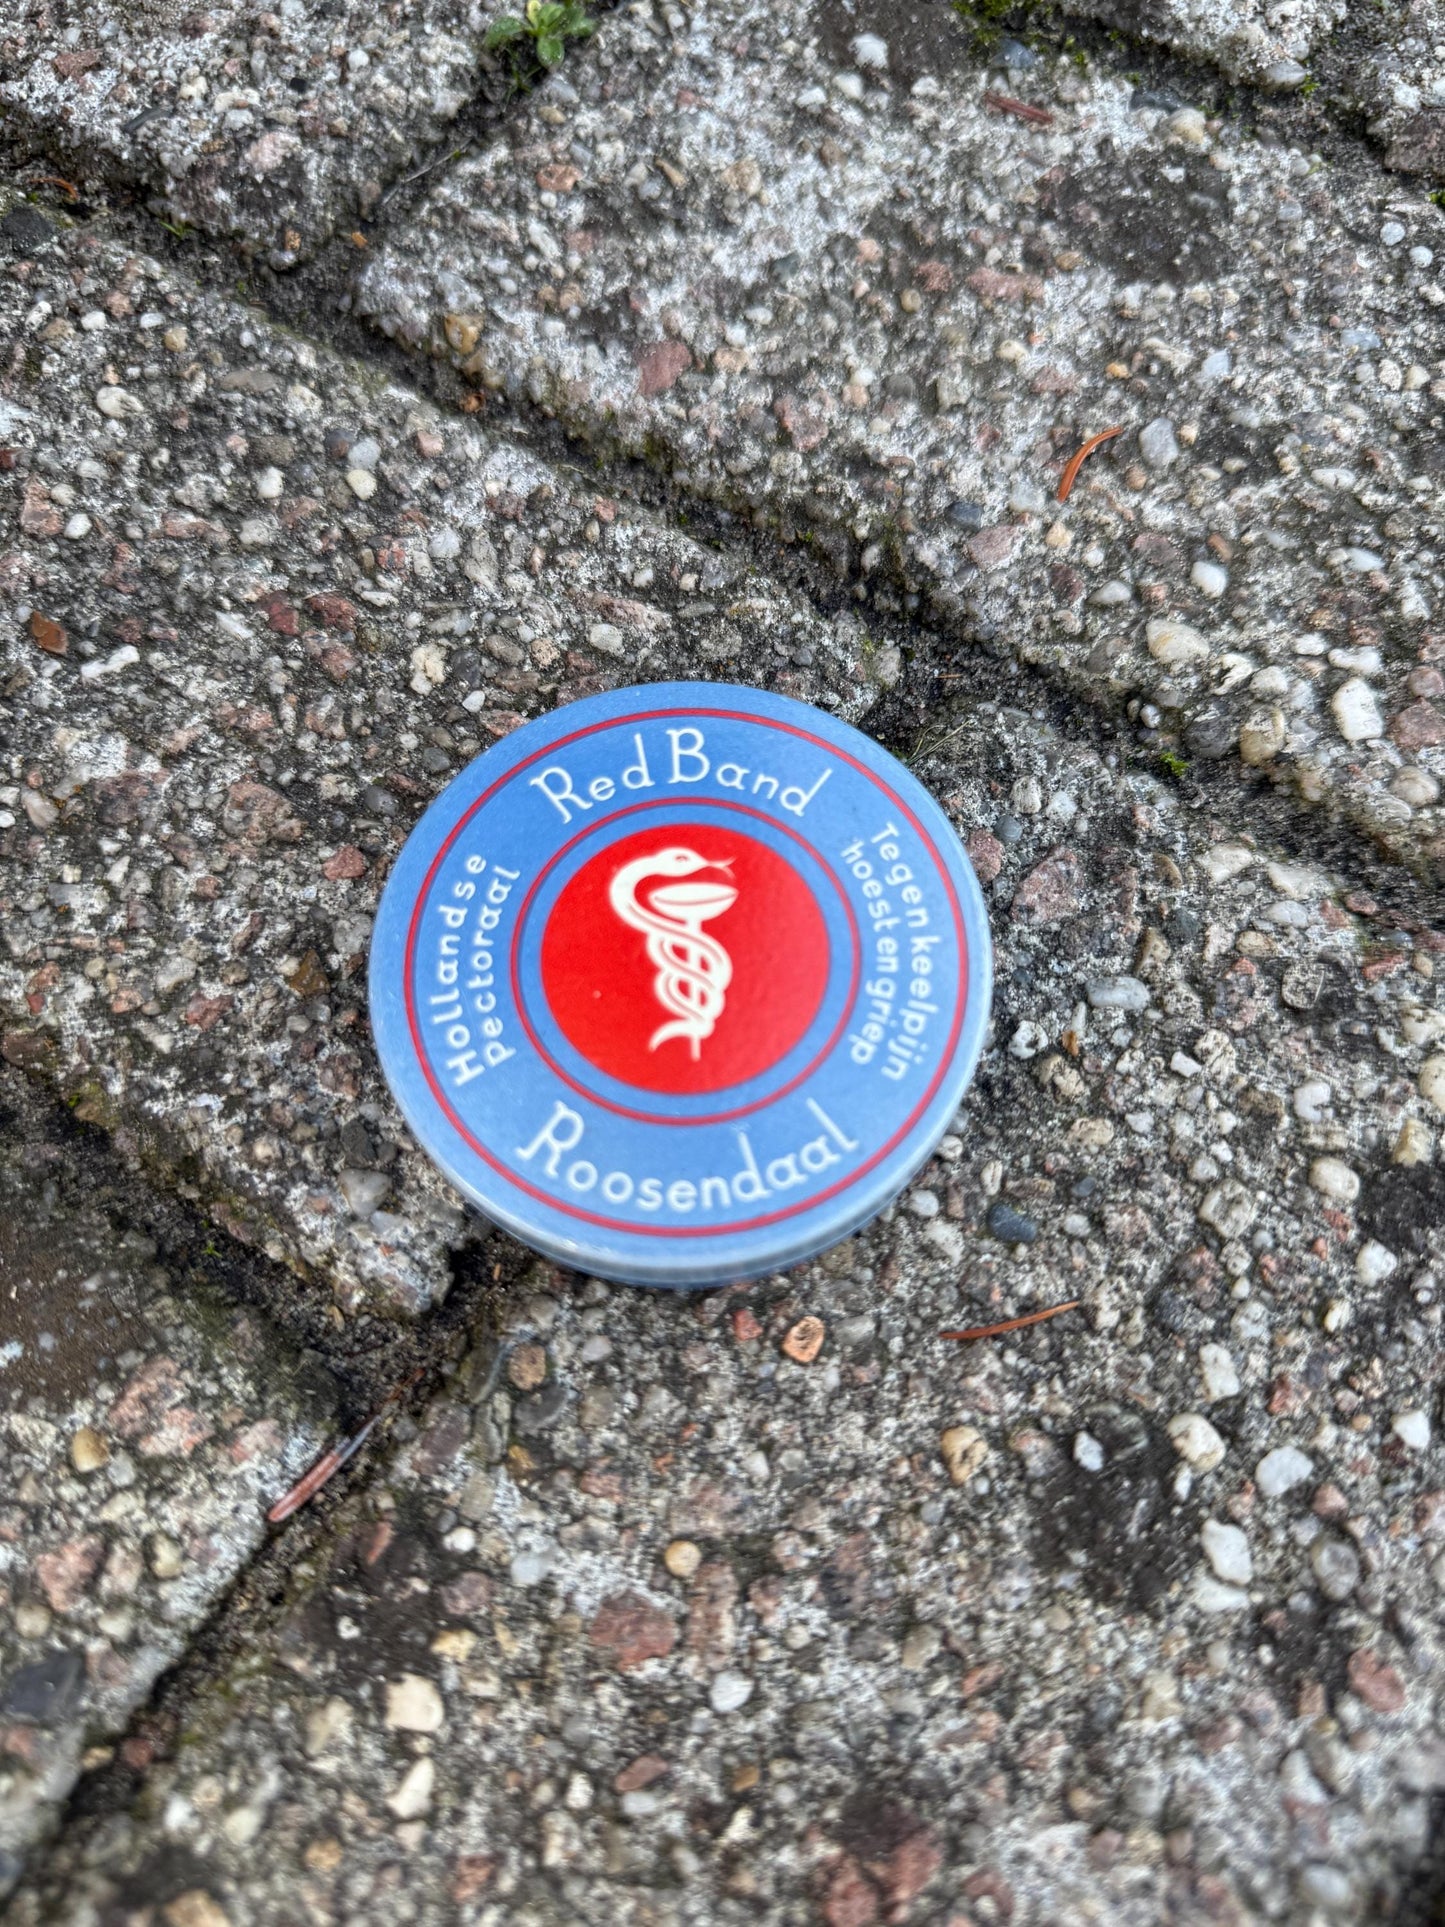 Red Band
Hollandse
pectoraal
Tegen keelpijn
hoest en griep
Roosendaal